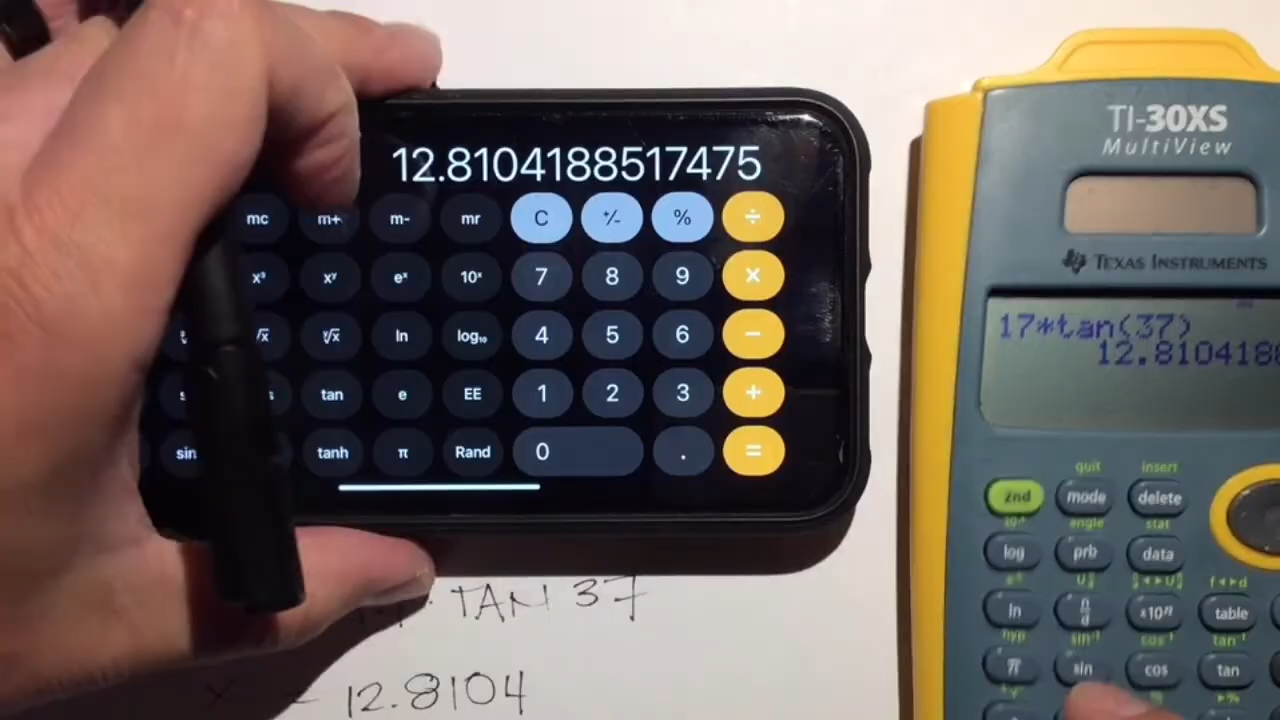 12.8104188517475
mc m+ m- mr C +/- % ÷
x³ xʸ eˣ 10ˣ 7 8 9 ×
ʸ√x ln log₁₀ 4 5 6 −
tan e EE 1 2 3 +
tanh π Rand 0 . =
TAN 37
X = 12.8104
TI-30XS
MultiView
TEXAS INSTRUMENTS
17*tan(37)
12.810418
quit insert
2nd mode delete
angle stat
log prb data
f◄►d
ln n/d ×10ⁿ table
hyp sin⁻¹ cos⁻¹ tan⁻¹
π sin cos tan